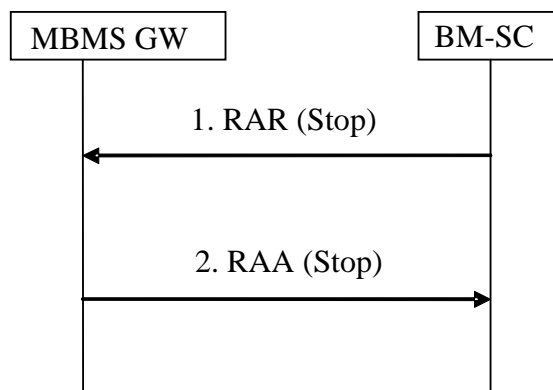 MBMS GW
BM-SC
1. RAR (Stop)
2. RAA (Stop)